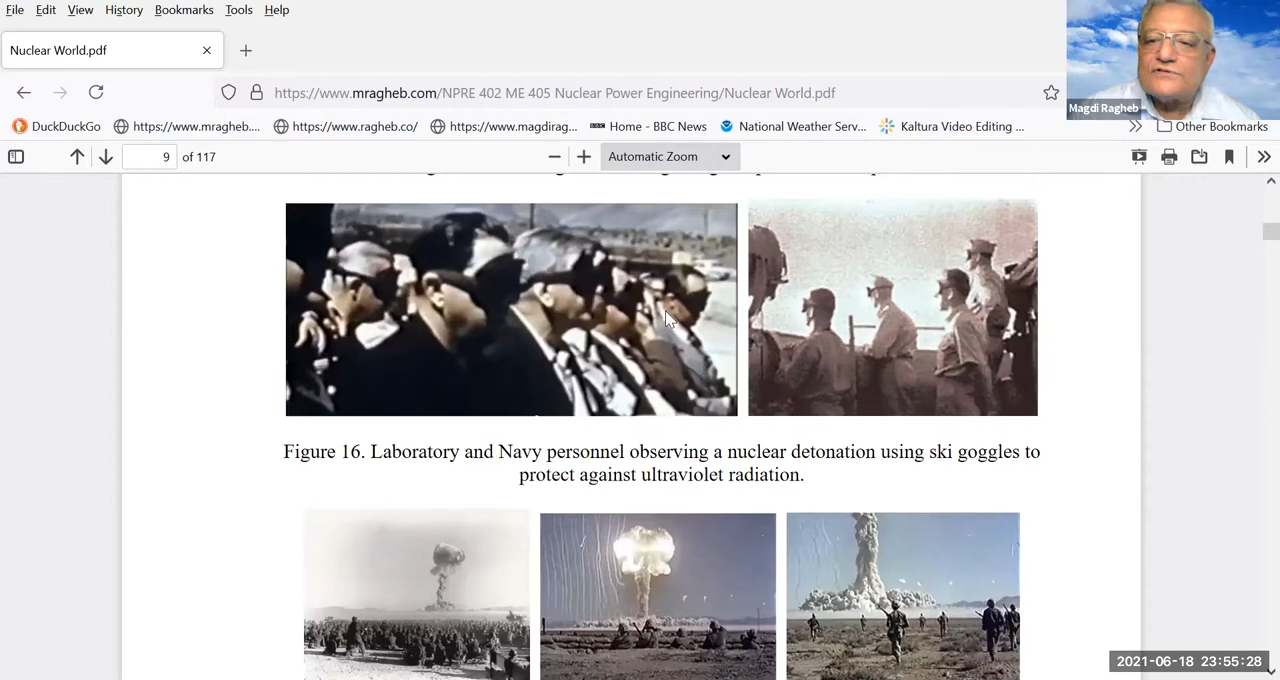 File Edit View History Bookmarks Tools Help
Nuclear World.pdf
https://www.mragheb.com/NPRE 402 ME 405 Nuclear Power Engineering/Nuclear World.pdf
Magdi Ragheb
DuckDuckGo https://www.mragheb.... https://www.ragheb.co/ https://www.magdirag... BBC Home - BBC News National Weather Serv... Kaltura Video Editing ... Other Bookmarks
9 of 117 Automatic Zoom
Figure 16. Laboratory and Navy personnel observing a nuclear detonation using ski goggles to
protect against ultraviolet radiation.
2021-06-18 23:55:28